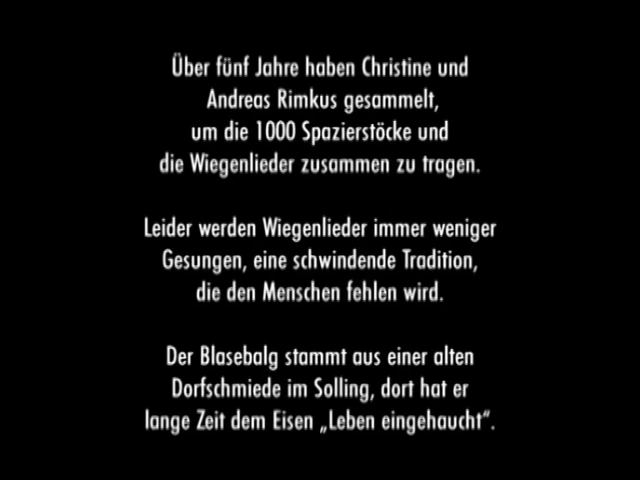 Über fünf Jahre haben Christine und
Andreas Rimkus gesammelt,
um die 1000 Spazierstöcke und
die Wiegenlieder zusammen zu tragen.
Leider werden Wiegenlieder immer weniger
Gesungen, eine schwindende Tradition,
die den Menschen fehlen wird.
Der Blasebalg stammt aus einer alten
Dorfschmiede im Solling, dort hat er
lange Zeit dem Eisen „Leben eingehaucht“.